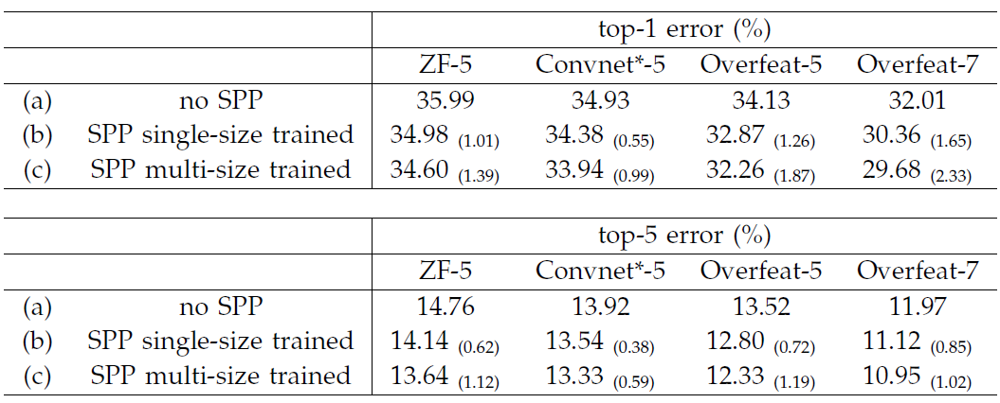 top-1 error (%)
ZF-5 Convnet*-5 Overfeat-5 Overfeat-7
(a) no SPP 35.99 34.93 34.13 32.01
(b) SPP single-size trained 34.98 (1.01) 34.38 (0.55) 32.87 (1.26) 30.36 (1.65)
(c) SPP multi-size trained 34.60 (1.39) 33.94 (0.99) 32.26 (1.87) 29.68 (2.33)
top-5 error (%)
ZF-5 Convnet*-5 Overfeat-5 Overfeat-7
(a) no SPP 14.76 13.92 13.52 11.97
(b) SPP single-size trained 14.14 (0.62) 13.54 (0.38) 12.80 (0.72) 11.12 (0.85)
(c) SPP multi-size trained 13.64 (1.12) 13.33 (0.59) 12.33 (1.19) 10.95 (1.02)